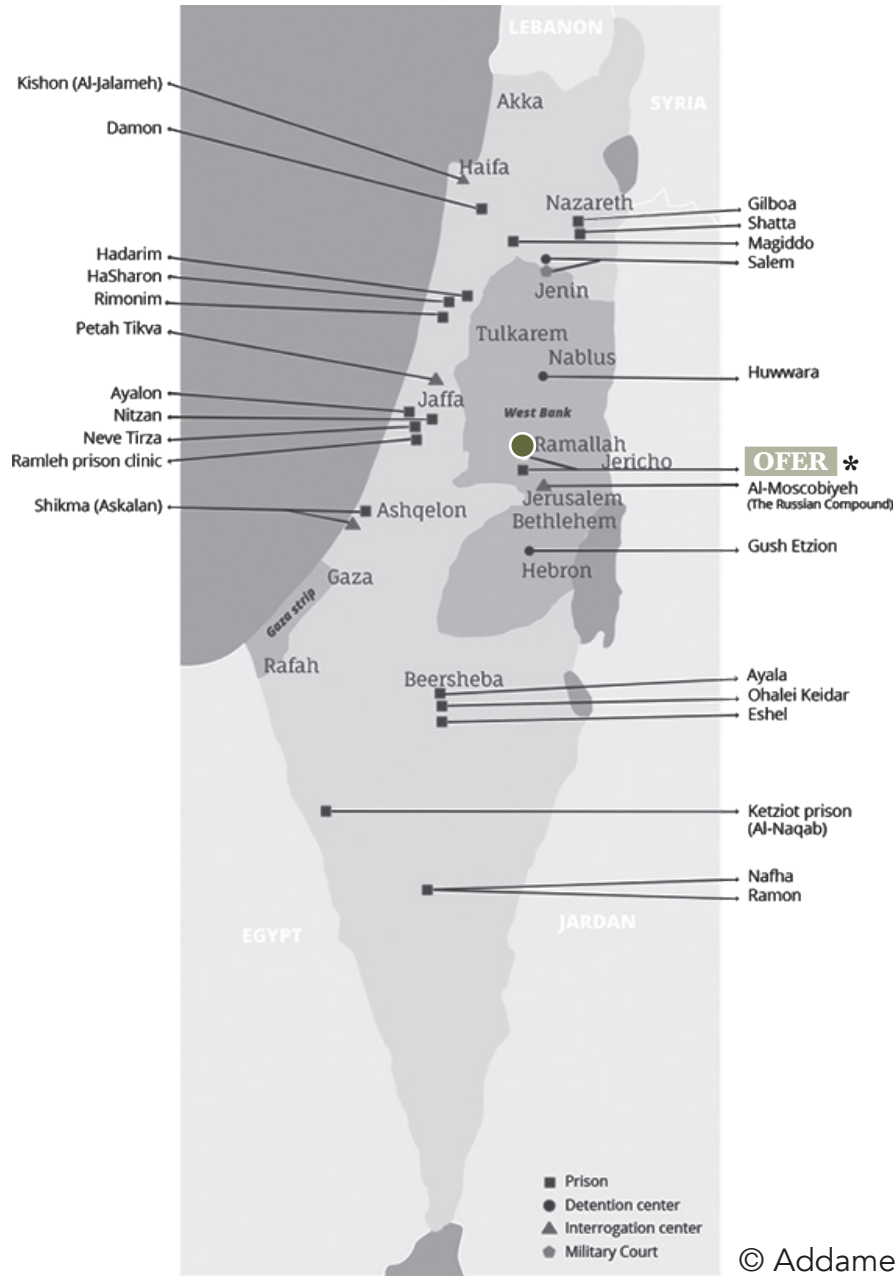 LEBANON
Kishon (Al-Jalameh)
Akka
SYRIA
Damon
Haifa
Nazareth
Gilboa
Shatta
Magiddo
Salem
Hadarim
HaSharon
Rimonim
Petah Tikva
Jenin
Tulkarem
Nablus
Huwwara
Ayalon
Nitzan
Neve Tirza
Ramleh prison clinic
Jaffa
West Bank
Ramallah
Jericho
OFER *
Al-Moscobiyeh
(The Russian Compound)
Shikma (Askalan)
Ashqelon
Jerusalem
Bethlehem
Gush Etzion
Hebron
Gaza
Gaza strip
Rafah
Beersheba
Ayala
Ohalei Keidar
Eshel
Ketziot prison
(Al-Naqab)
Nafha
Ramon
EGYPT
JARDAN
Prison
Detention center
Interrogation center
Military Court
© Addame